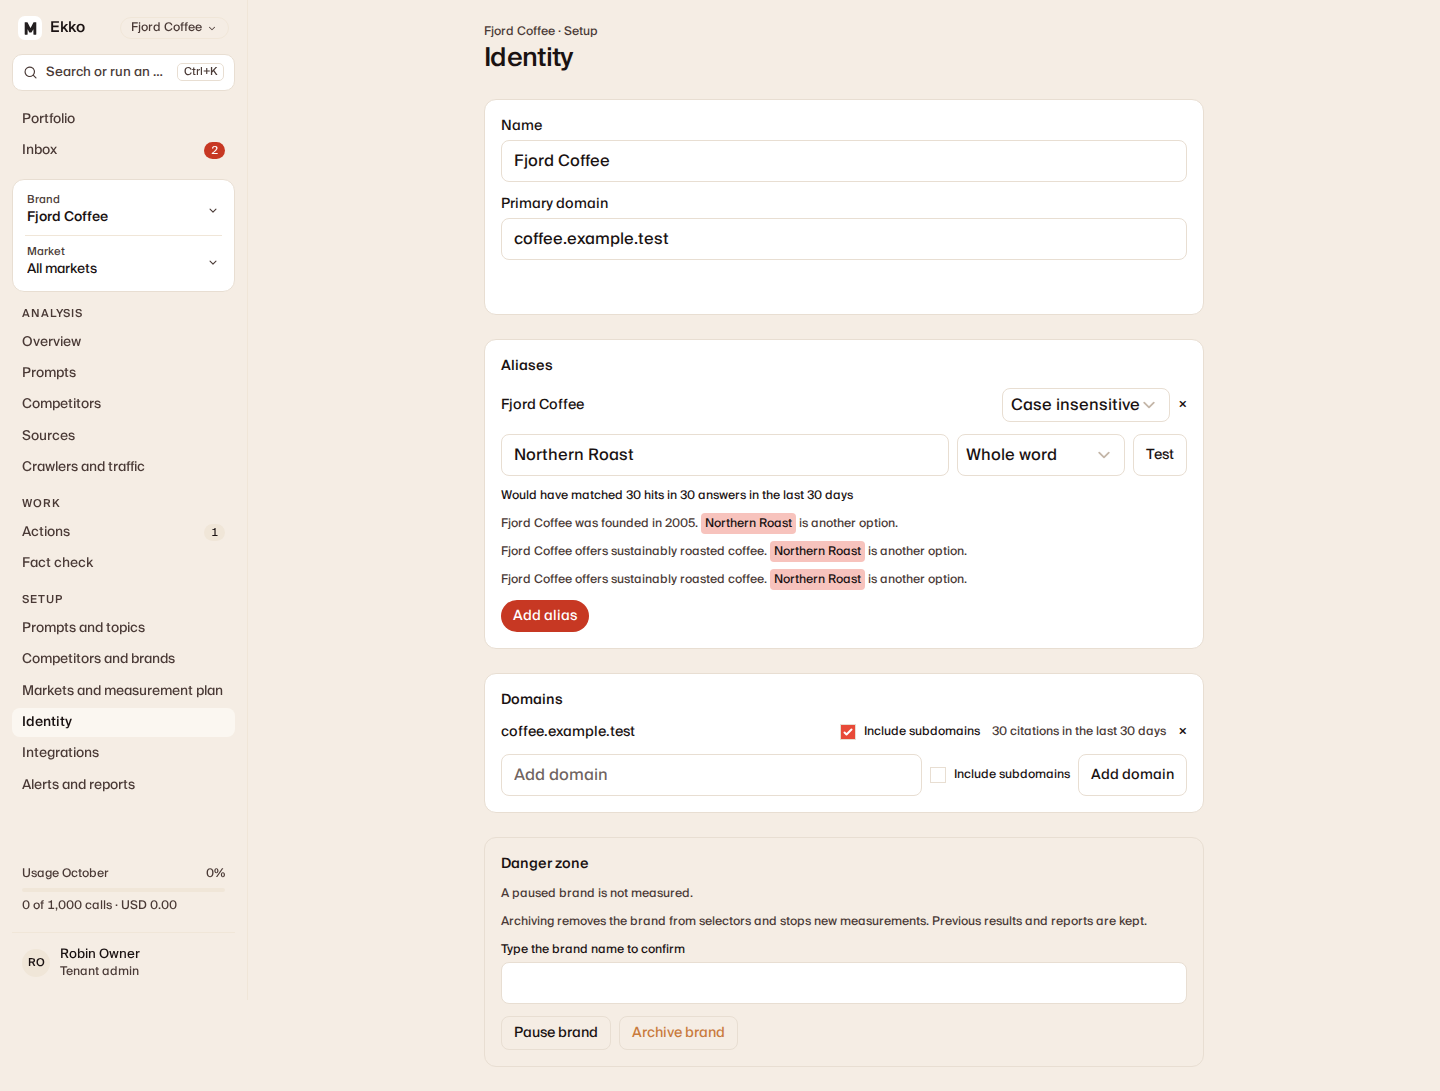 Ekko
Fjord Coffee
Search or run an ...
Ctrl+K
Portfolio
Inbox
2
Brand
Fjord Coffee
Market
All markets
ANALYSIS
Overview
Prompts
Competitors
Sources
Crawlers and traffic
WORK
Actions
1
Fact check
SETUP
Prompts and topics
Competitors and brands
Markets and measurement plan
Identity
Integrations
Alerts and reports
Usage October
0%
0 of 1,000 calls · USD 0.00
RO
Robin Owner
Tenant admin
Fjord Coffee · Setup
Identity
Name
Fjord Coffee
Primary domain
coffee.example.test
Aliases
Fjord Coffee
Case insensitive
Northern Roast
Whole word
Test
Would have matched 30 hits in 30 answers in the last 30 days
Fjord Coffee was founded in 2005. Northern Roast is another option.
Fjord Coffee offers sustainably roasted coffee. Northern Roast is another option.
Fjord Coffee offers sustainably roasted coffee. Northern Roast is another option.
Add alias
Domains
coffee.example.test
Include subdomains
30 citations in the last 30 days
Add domain
Include subdomains
Add domain
Danger zone
A paused brand is not measured.
Archiving removes the brand from selectors and stops new measurements. Previous results and reports are kept.
Type the brand name to confirm
Pause brand
Archive brand